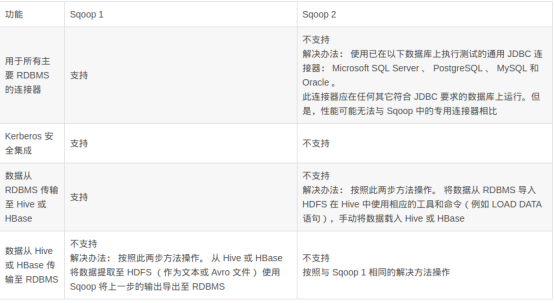 功能 Sqoop 1 Sqoop 2
用于所有主
要 RDBMS
的连接器
支持
不支持
解决办法： 使用已在以下数据库上执行测试的通用 JDBC 连
接器： Microsoft SQL Server 、 PostgreSQL 、 MySQL 和
Oracle 。
此连接器应在任何其它符合 JDBC 要求的数据库上运行。但
是，性能可能无法与 Sqoop 中的专用连接器相比
Kerberos 安
全集成
支持
不支持
数据从
RDBMS 传输
至 Hive 或
HBase
支持
不支持
解决办法： 按照此两步方法操作。 将数据从 RDBMS 导入
HDFS 在 Hive 中使用相应的工具和命令（例如 LOAD DATA
语句），手动将数据载入 Hive 或 HBase
数据从 Hive
或 HBase 传
输至 RDBMS
不支持
解决办法： 按照此两步方法操作。 从 Hive 或 HBase
将数据提取至 HDFS （作为文本或 Avro 文件） 使用
Sqoop 将上一步的输出导出至 RDBMS
不支持
按照与 Sqoop 1 相同的解决方法操作